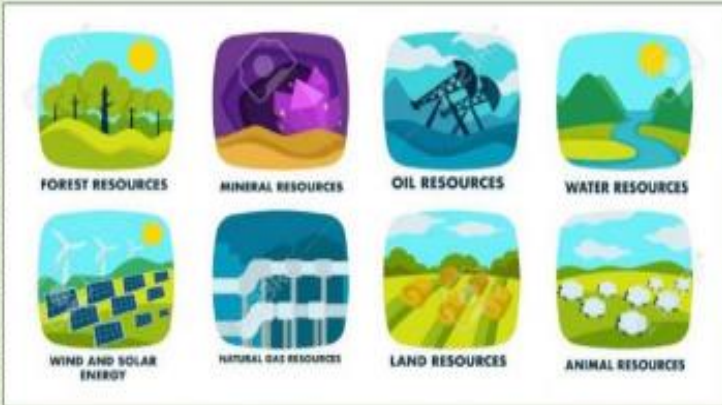 FOREST RESOURCES
MINERAL RESOURCES
OIL RESOURCES
WATER RESOURCES
WIND AND SOLAR
ENERGY
NATURAL GAS RESOURCES
LAND RESOURCES
ANIMAL RESOURCES